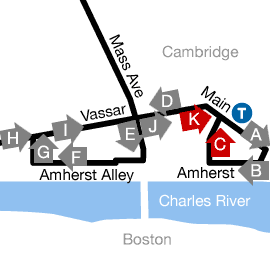 Mass Ave
Cambridge
Main
T
Vassar
D
K
A
H
I
E
J
C
G
F
B
Amherst Alley
Amherst
Charles River
Boston